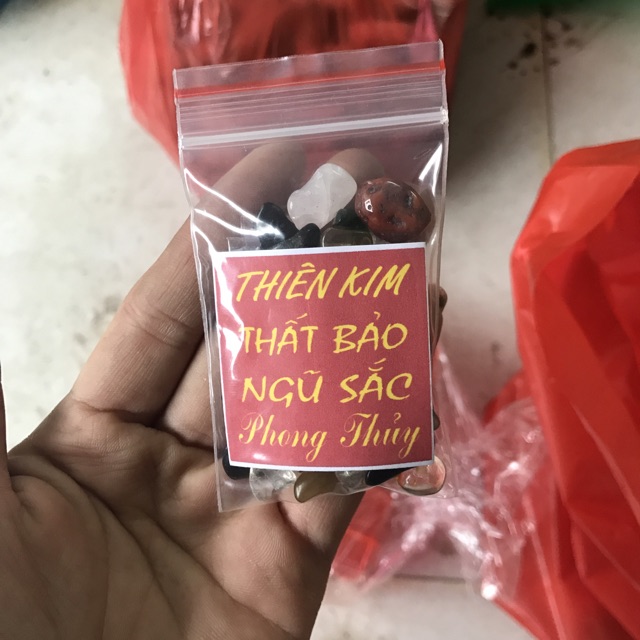 THIÊN KIM
THẤT BẢO
NGŨ SẮC
Phong Thủy